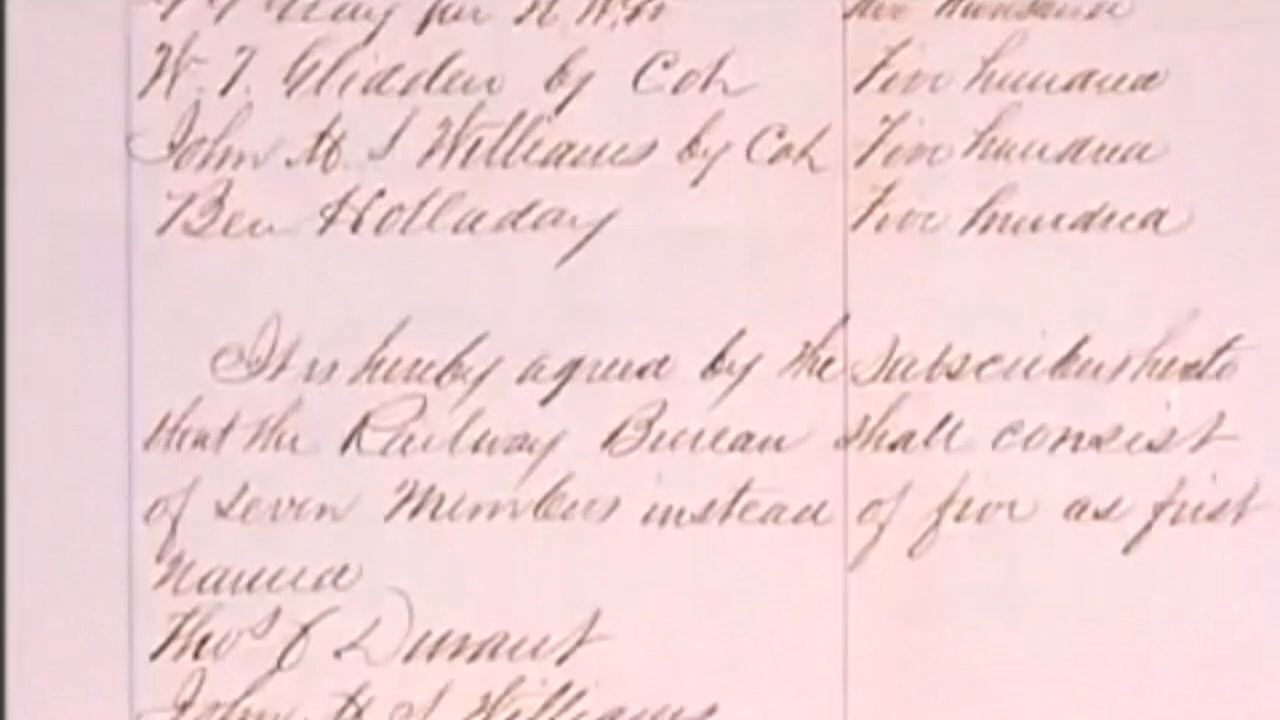 W. T. Glidden by Coh Five hundred
John M. S Williams by Coh Five hundred
Ben Holladay Five hundred
It is hereby agreed by the Subscribers hereto
that the Railway Bureau shall consist
of seven Members instead of five as first
Named
Thos C Durant
John M S Williams